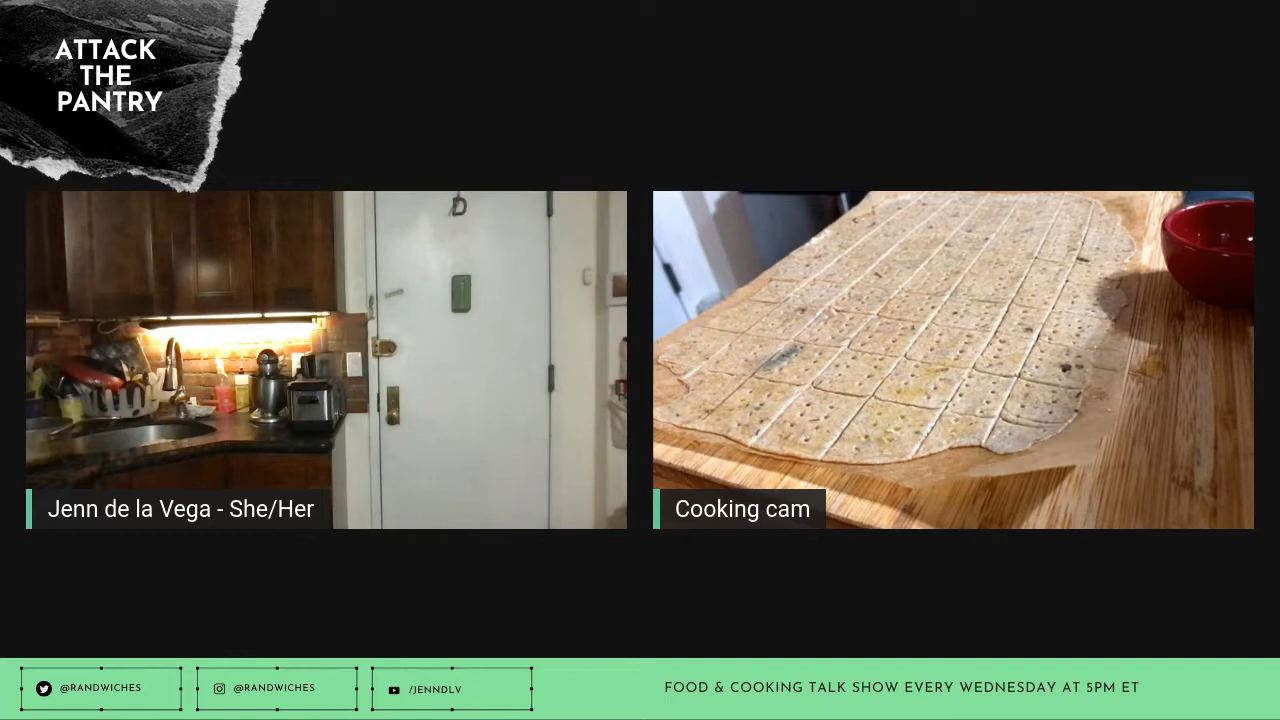 ATTACK
THE
PANTRY
D
Jenn de la Vega - She/Her
Cooking cam
@RANDWICHES
@RANDWICHES
/JENNDLV
FOOD & COOKING TALK SHOW EVERY WEDNESDAY AT 5PM ET